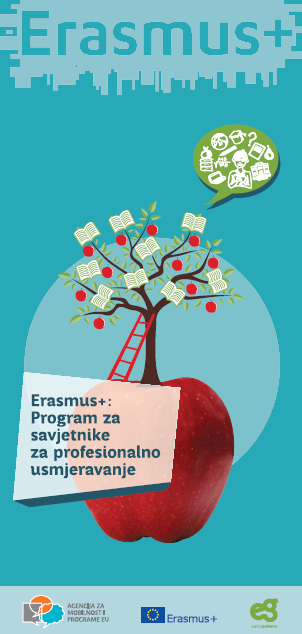 Erasmus+
Erasmus+:
Program za
savjetnike
za profesionalno
usmjeravanje
AGENCIJA ZA
MOBILNOST I
PROGRAME EU
Erasmus+